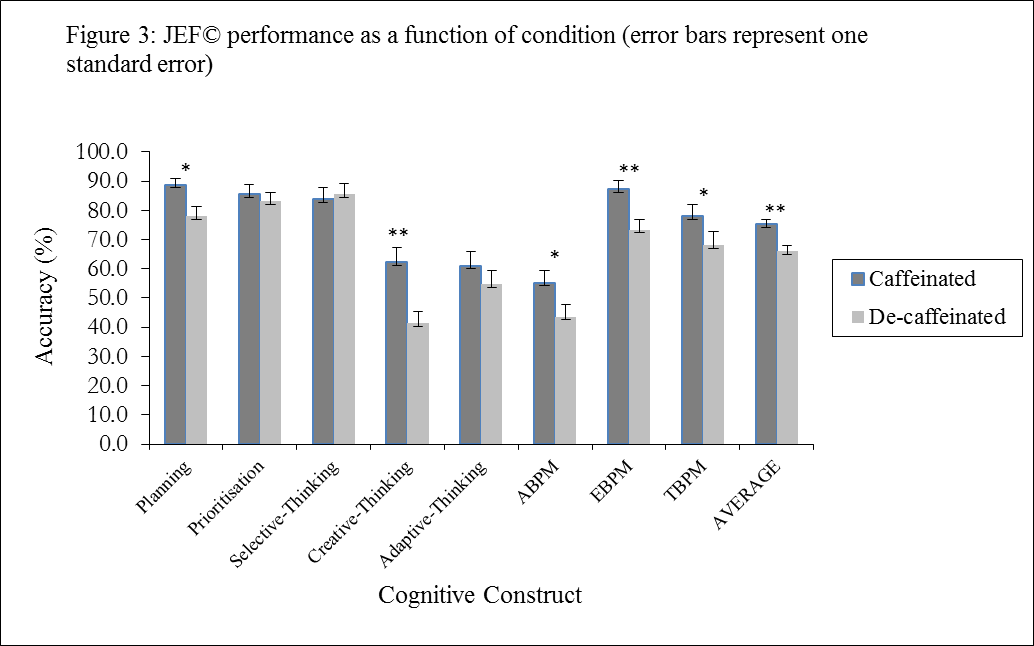 Figure 3: JEF© performance as a function of condition (error bars represent one
standard error)
100.0
90.0
80.0
70.0
60.0
50.0
40.0
30.0
20.0
10.0
0.0
Accuracy (%)
*
**
*
**
*
**
Caffeinated
De-caffeinated
Planning
Prioritisation
Selective-Thinking
Creative-Thinking
Adaptive-Thinking
ABPM
EBPM
TBPM
AVERAGE
Cognitive Construct